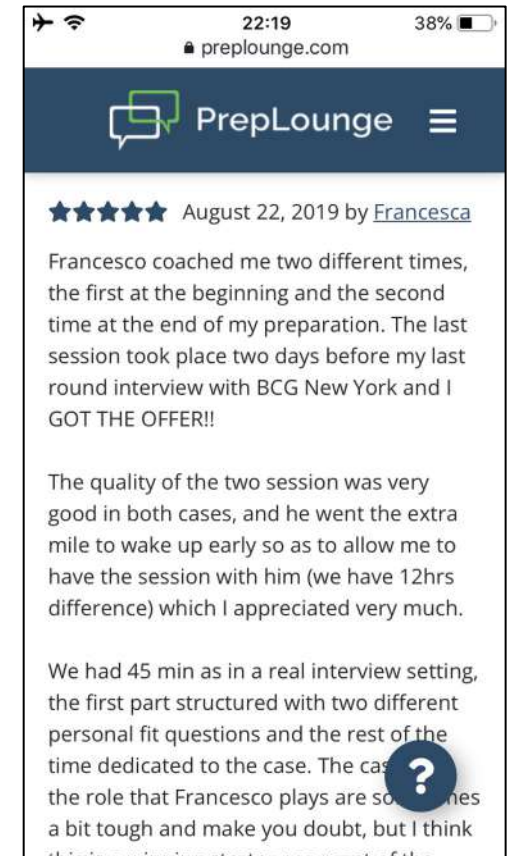 22:19
38%
preplounge.com
PrepLounge
August 22, 2019 by Francesca
Francesco coached me two different times,
the first at the beginning and the second
time at the end of my preparation. The last
session took place two days before my last
round interview with BCG New York and I
GOT THE OFFER!!
The quality of the two session was very
good in both cases, and he went the extra
mile to wake up early so as to allow me to
have the session with him (we have 12hrs
difference) which I appreciated very much.
We had 45 min as in a real interview setting,
the first part structured with two different
personal fit questions and the rest of the
time dedicated to the case. The
?
the role that Francesco plays are
a bit tough and make you doubt, but I think